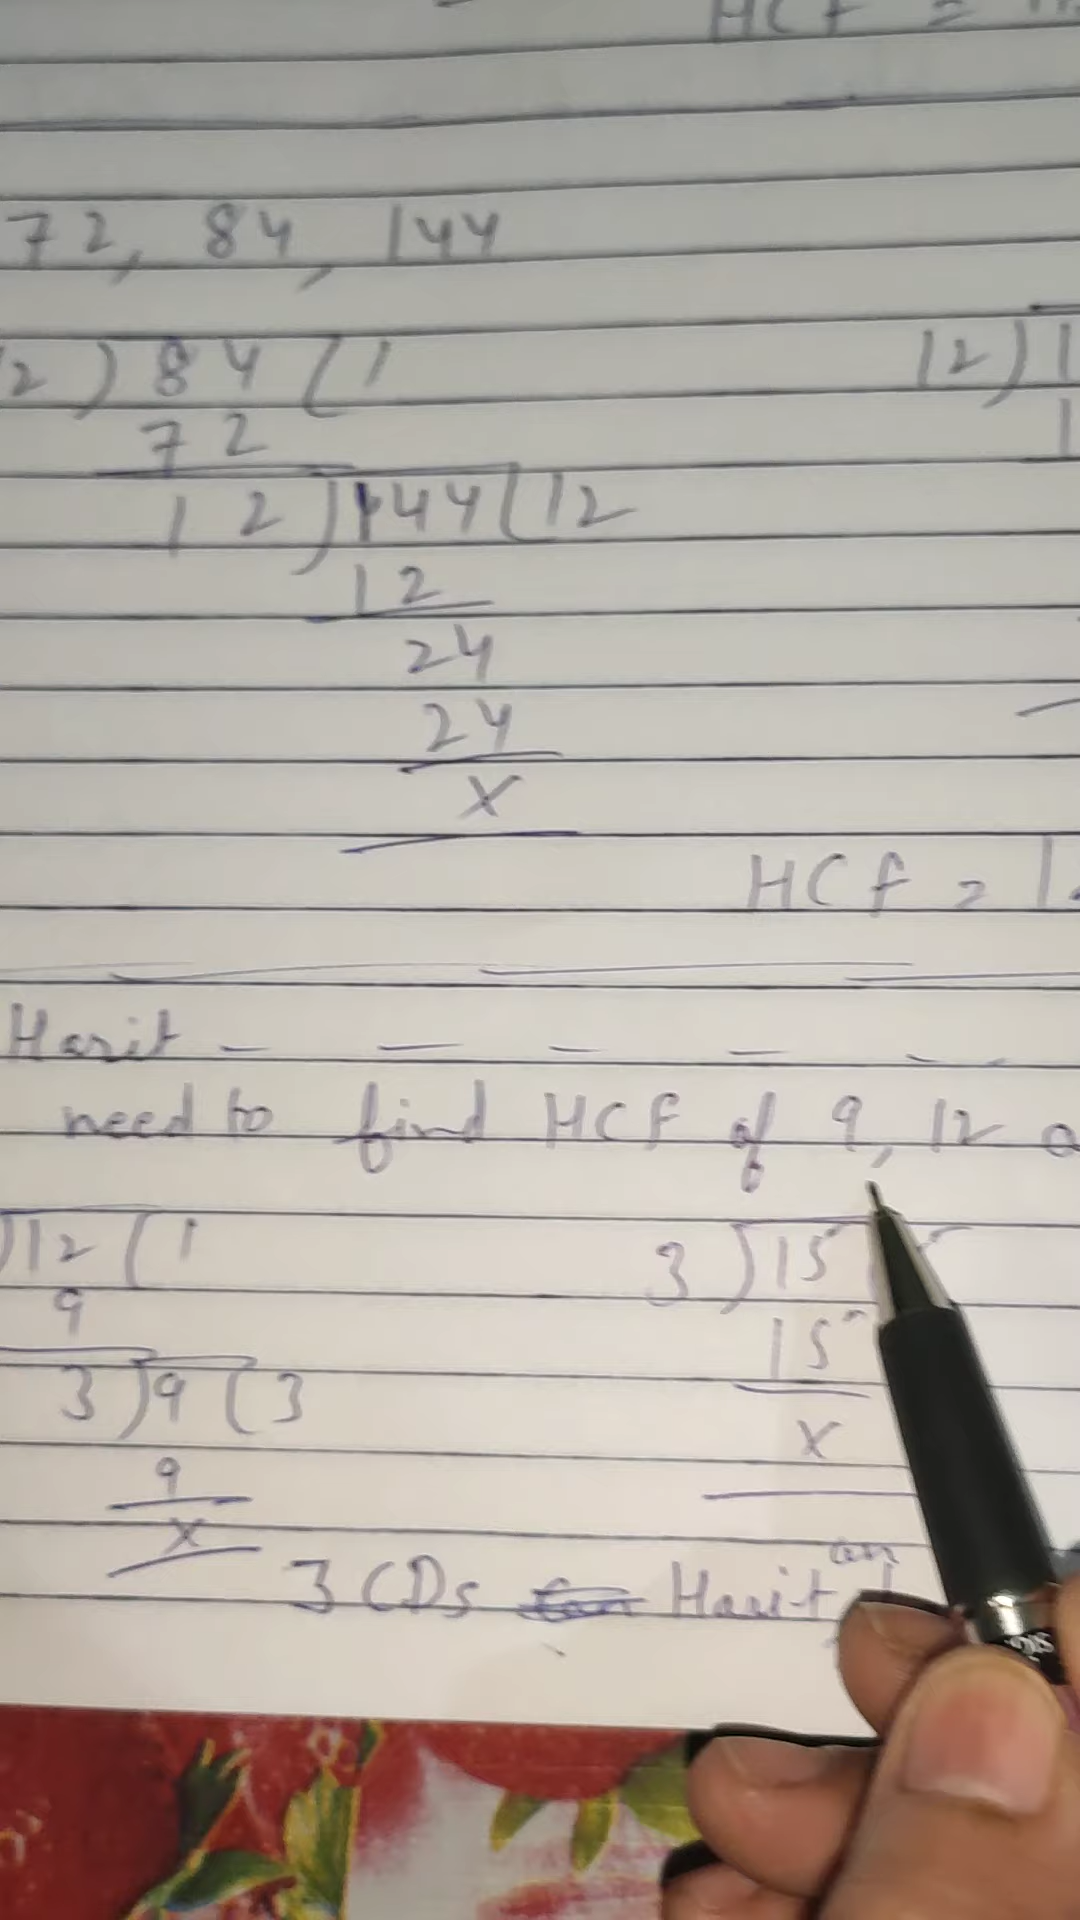 HCF =
72, 84, 144
2 ) 84 ( 1
72
12 ) 144 ( 12
12
24
24
x
12 ) 1
1
HCF = 1
Harit - — - — - —
need to find HCF of 9, 12 a
) 12 ( 1
9
3 ) 9 ( 3
9
x
3 ) 15
15
x
3 CDs Harit can